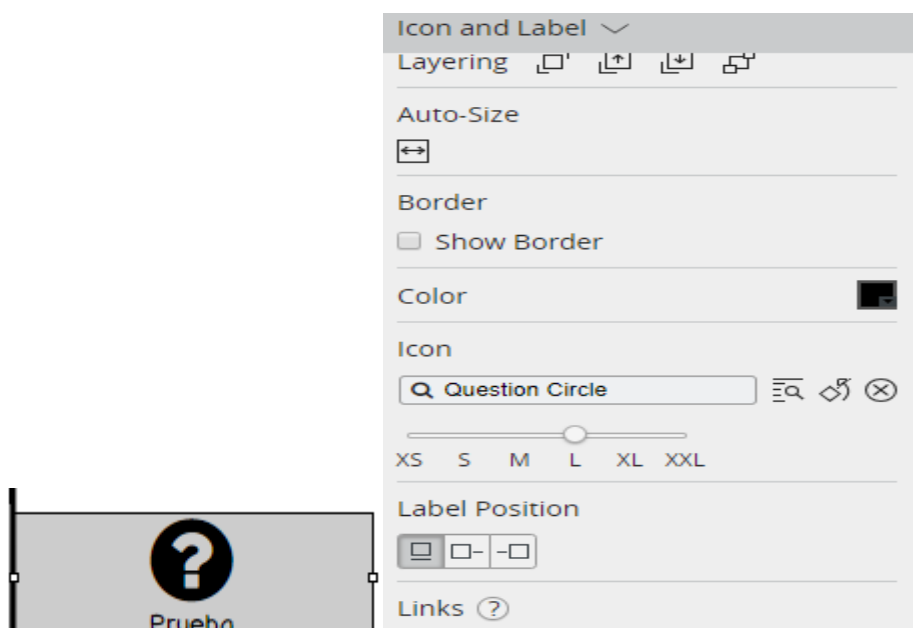 Icon and Label
Layering
Auto-Size
Border
Show Border
Color
Icon
Question Circle
XS S M L XL XXL
Label Position
Links ?
Prueba